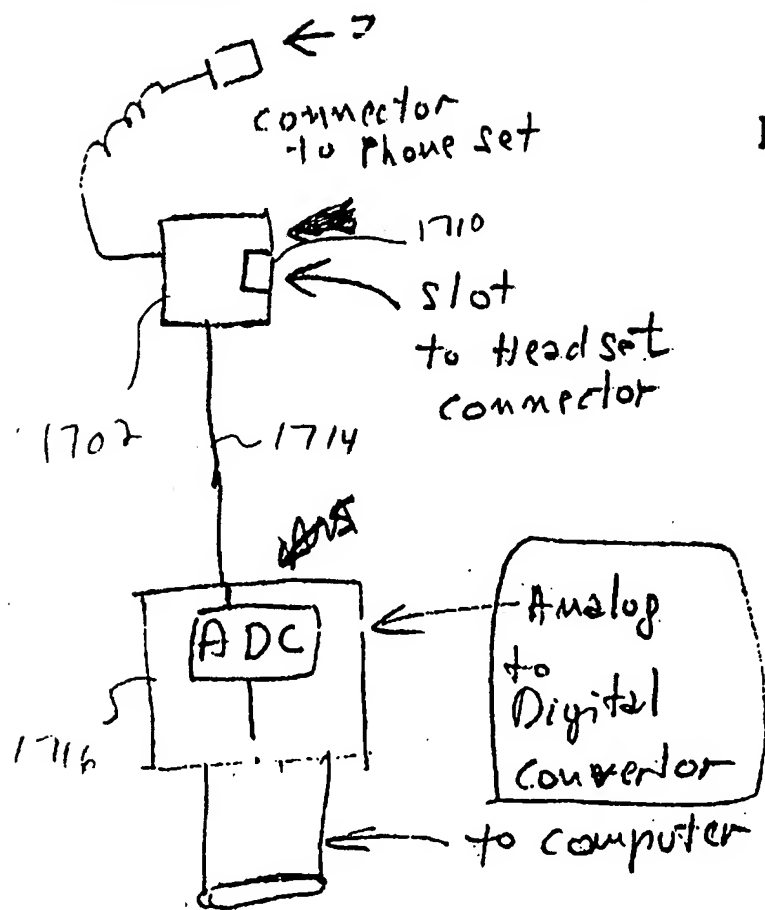 connector
to phone set
1710
slot
to Headset
connector
1702
1714
ADC
Analog
to
Digital
convertor
1716
to computer